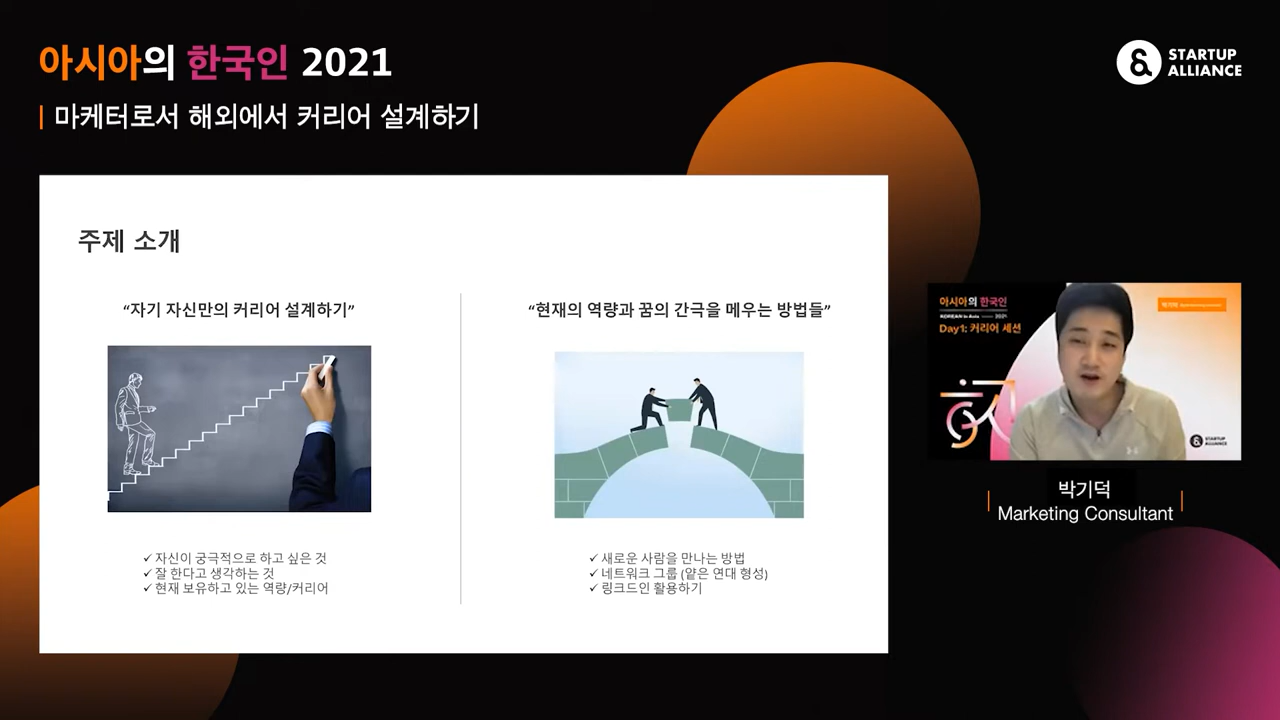 아시아의 한국인 2021
마케터로서 해외에서 커리어 설계하기
STARTUP
ALLIANCE
주제 소개
“자기 자신만의 커리어 설계하기”
✓ 자신이 궁극적으로 하고 싶은 것
✓ 잘 한다고 생각하는 것
✓ 현재 보유하고 있는 역량/커리어
“현재의 역량과 꿈의 간극을 메우는 방법들”
✓ 새로운 사람을 만나는 방법
✓ 네트워크 그룹 (얕은 연대 형성)
✓ 링크드인 활용하기
아시아의 한국인
KOREAN in Asia 2021
Day1: 커리어 세션
STARTUP
ALLIANCE
박기덕
Marketing Consultant